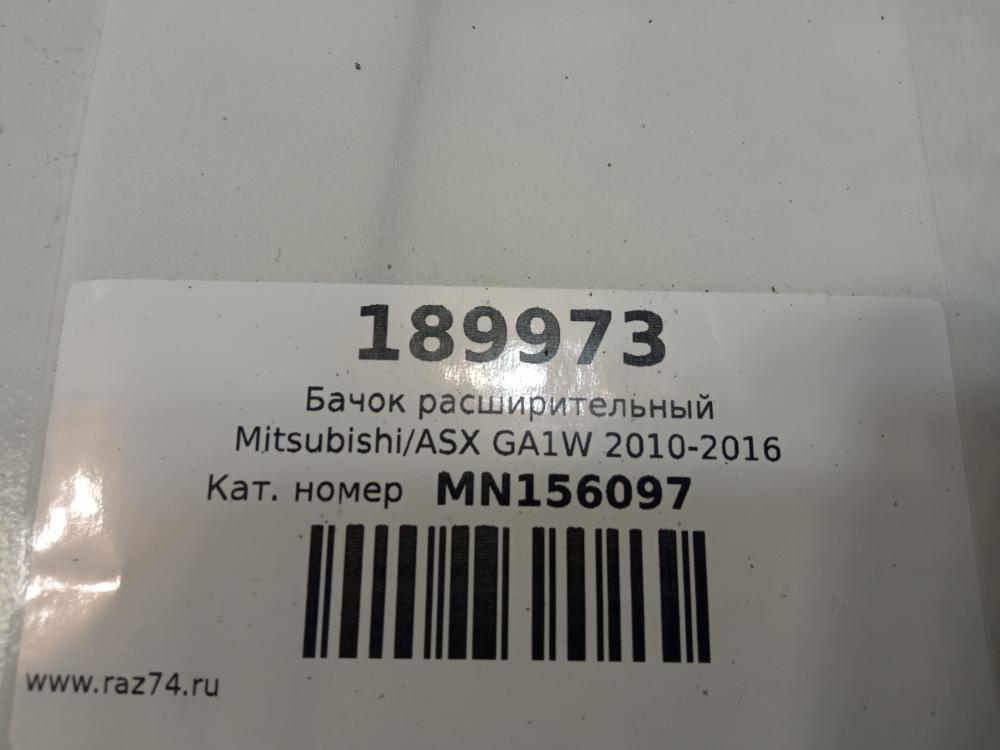 189973
Бачок расширительный
Mitsubishi/ASX GA1W 2010-2016
Кат. номер MN156097
www.raz74.ru